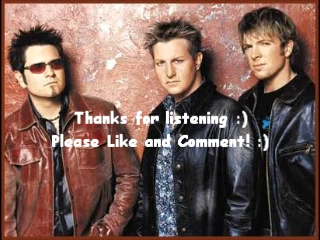 Thanks for listening :)
Please Like and Comment! :)